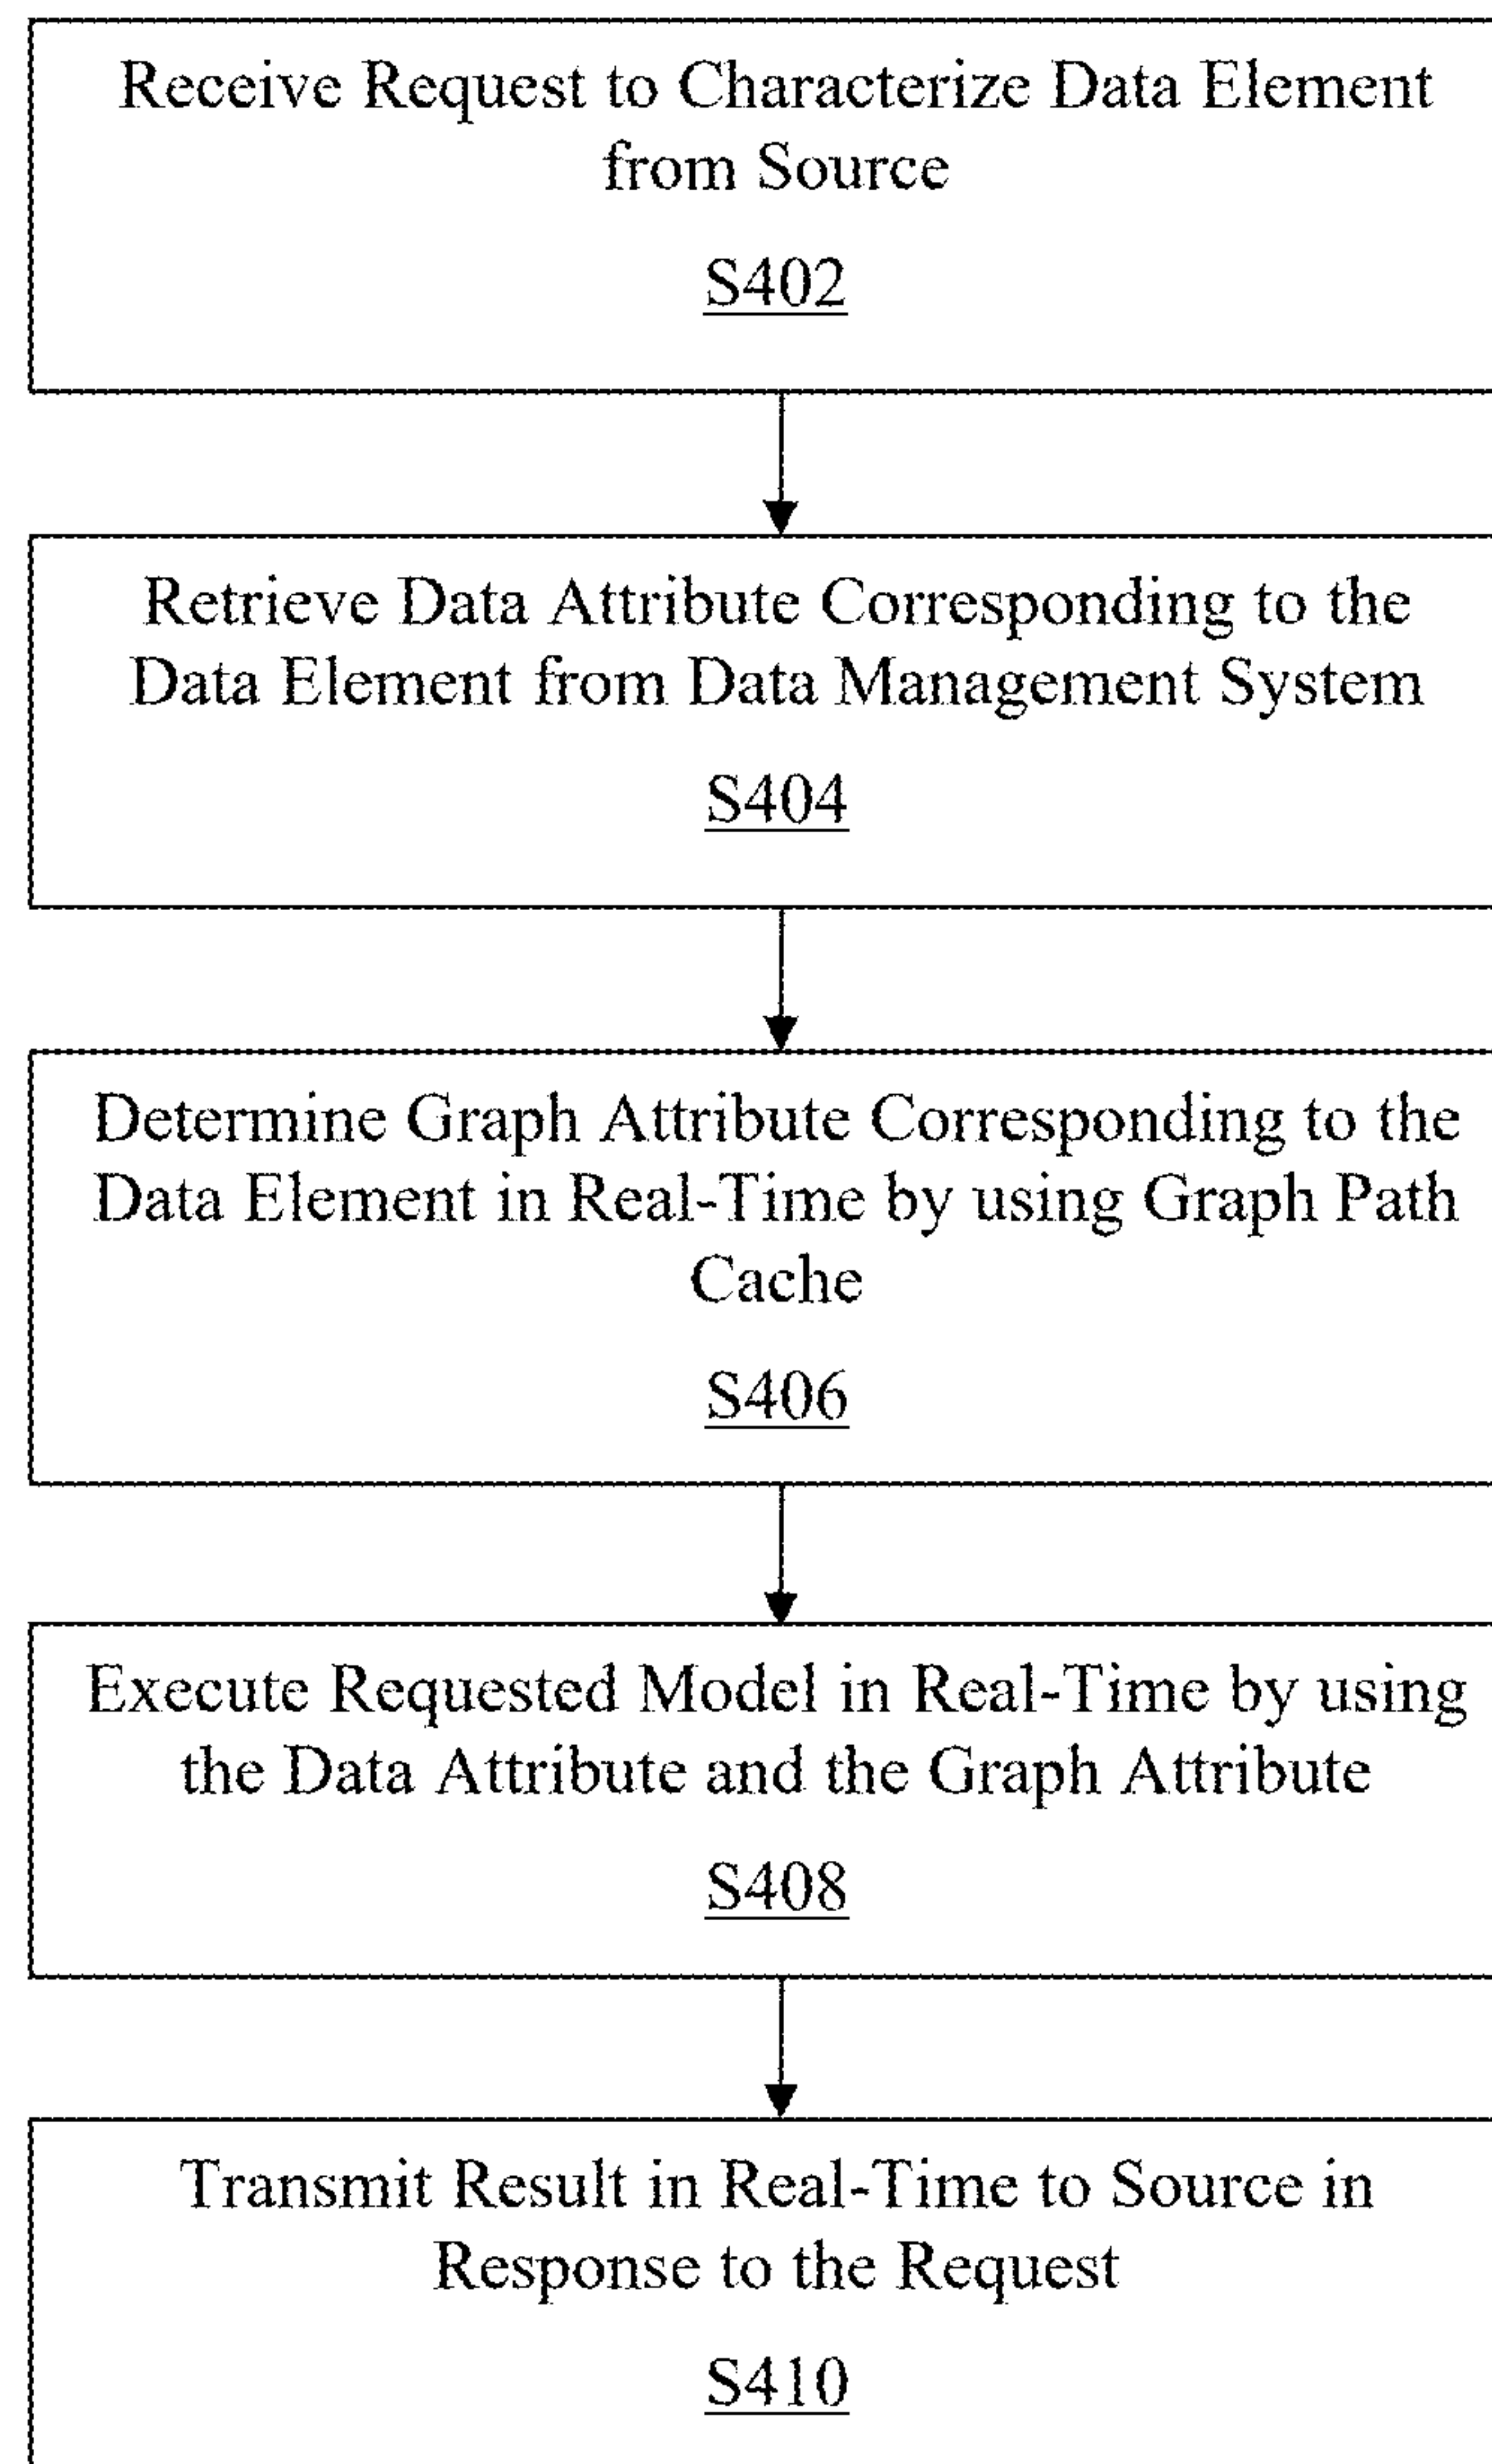 Receive Request to Characterize Data Element
from Source
S402
Retrieve Data Attribute Corresponding to the
Data Element from Data Management System
S404
Determine Graph Attribute Corresponding to the
Data Element in Real-Time by using Graph Path
Cache
S406
Execute Requested Model in Real-Time by using
the Data Attribute and the Graph Attribute
S408
Transmit Result in Real-Time to Source in
Response to the Request
S410